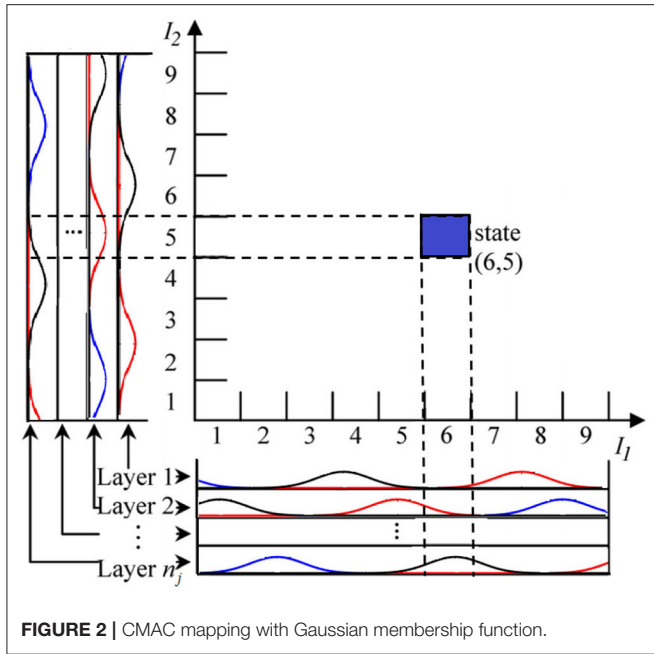 I₂
9
8
7
6
5
4
3
2
1
...
state
(6,5)
1 2 3 4 5 6 7 8 9
I₁
Layer 1
Layer 2
⋮
⋮
Layer nⱼ
FIGURE 2 | CMAC mapping with Gaussian membership function.